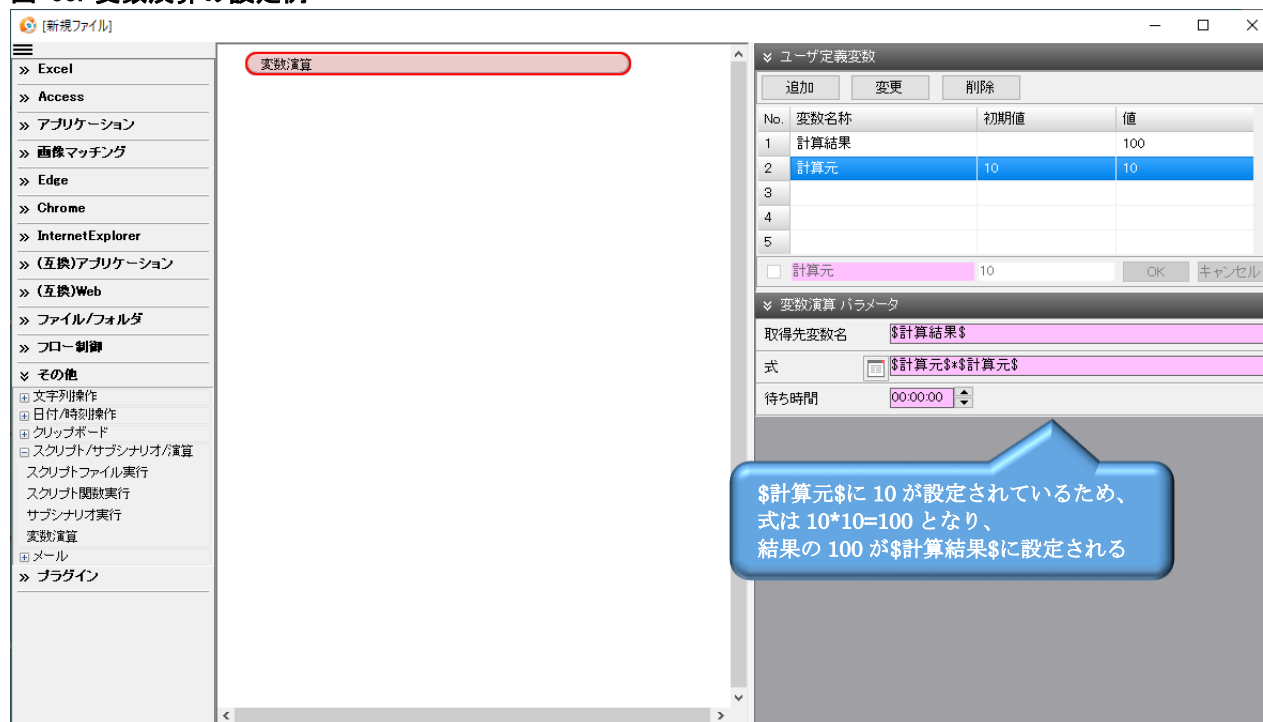 変数演算の設定例
[新規ファイル]
» Excel
» Access
» アプリケーション
» 画像マッチング
» Edge
» Chrome
» InternetExplorer
» (互換)アプリケーション
» (互換)Web
» ファイル/フォルダ
» フロー制御
その他
文字列操作
日付/時刻操作
クリップボード
スクリプト/サブシナリオ/演算
スクリプトファイル実行
スクリプト関数実行
サブシナリオ実行
変数演算
メール
» プラグイン
変数演算
ユーザ定義変数
追加 変更 削除
No. 変数名称 初期値 値
1 計算結果 100
2 計算元 10 10
3
4
5
計算元 10 OK キャンセル
変数演算 パラメータ
取得先変数名 $計算結果$
式 $計算元$*$計算元$
待ち時間 00:00:00
$計算元$に 10 が設定されているため、
式は 10*10=100 となり、
結果の 100 が$計算結果$に設定される